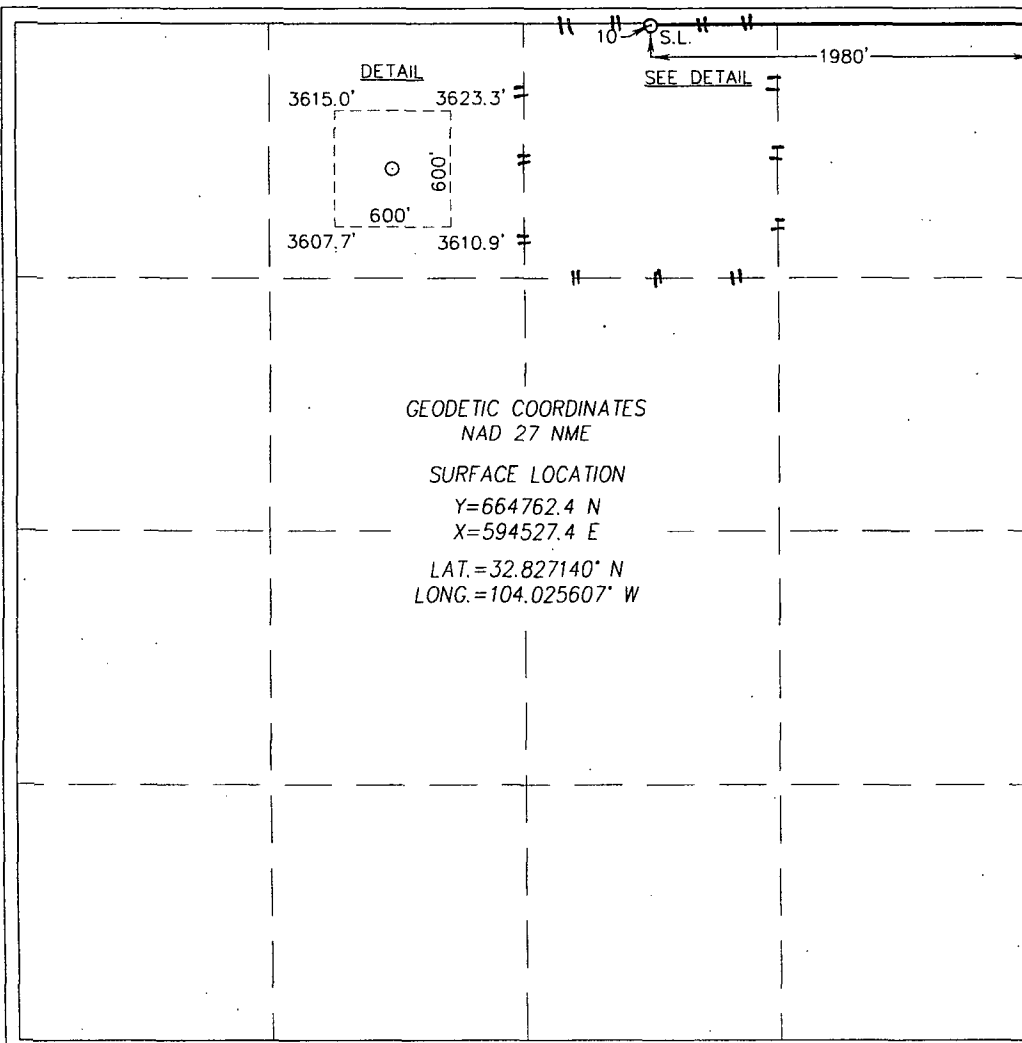 10
S.L.
1980'
SEE DETAIL
DETAIL
3615.0' 3623.3'
600'
600'
3607.7' 3610.9'
GEODETIC COORDINATES
NAD 27 NME
SURFACE LOCATION
Y=664762.4 N
X=594527.4 E
LAT.=32.827140° N
LONG.=104.025607° W